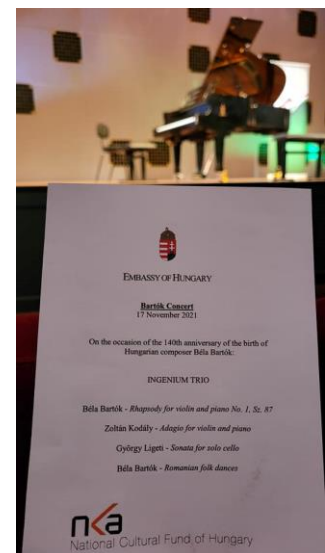 EMBASSY OF HUNGARY
Bartók Concert
17 November 2021
On the occasion of the 140th anniversary of the birth of
Hungarian composer Béla Bartók:
INGENIUM TRIO
Béla Bartók - Rhapsody for violin and piano No. 1, Sz. 87
Zoltán Kodály - Adagio for violin and piano
György Ligeti - Sonata for solo cello
Béla Bartók - Romanian folk dances
nka
National Cultural Fund of Hungary